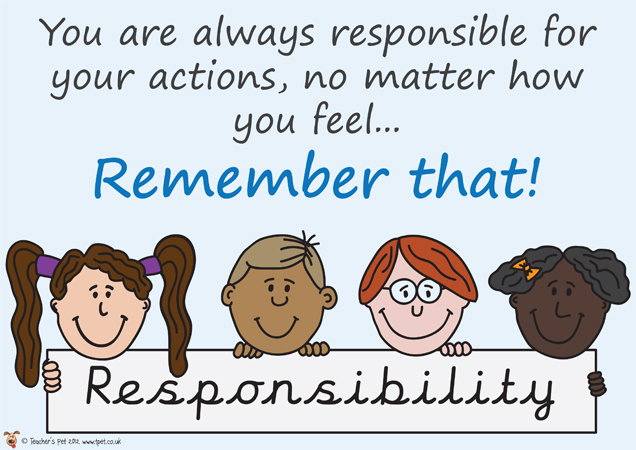 You are always responsible for
your actions, no matter how
you feel...
Remember that!
Responsibility
© Teacher's Pet 2012 www.tpet.co.uk